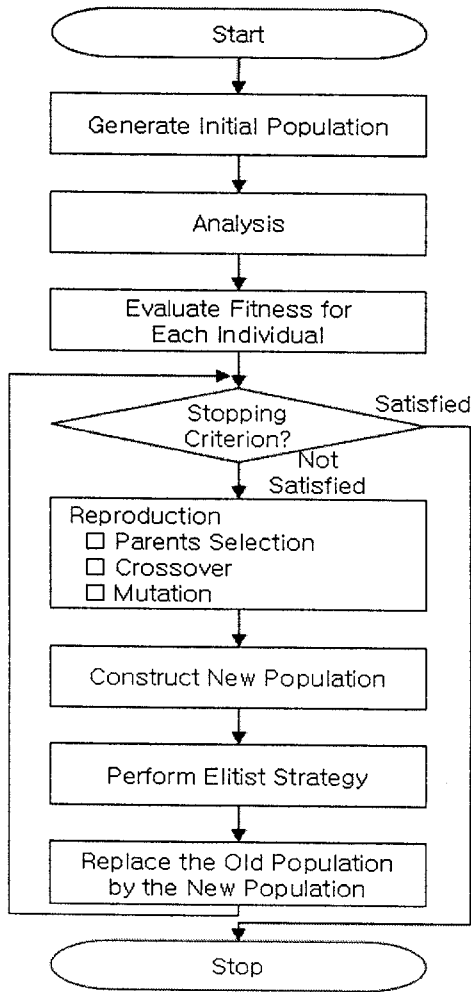 Start
Generate Initial Population
Analysis
Evaluate Fitness for
Each Individual
Stopping
Criterion?
Satisfied
Not
Satisfied
Reproduction
□ Parents Selection
□ Crossover
□ Mutation
Construct New Population
Perform Elitist Strategy
Replace the Old Population
by the New Population
Stop